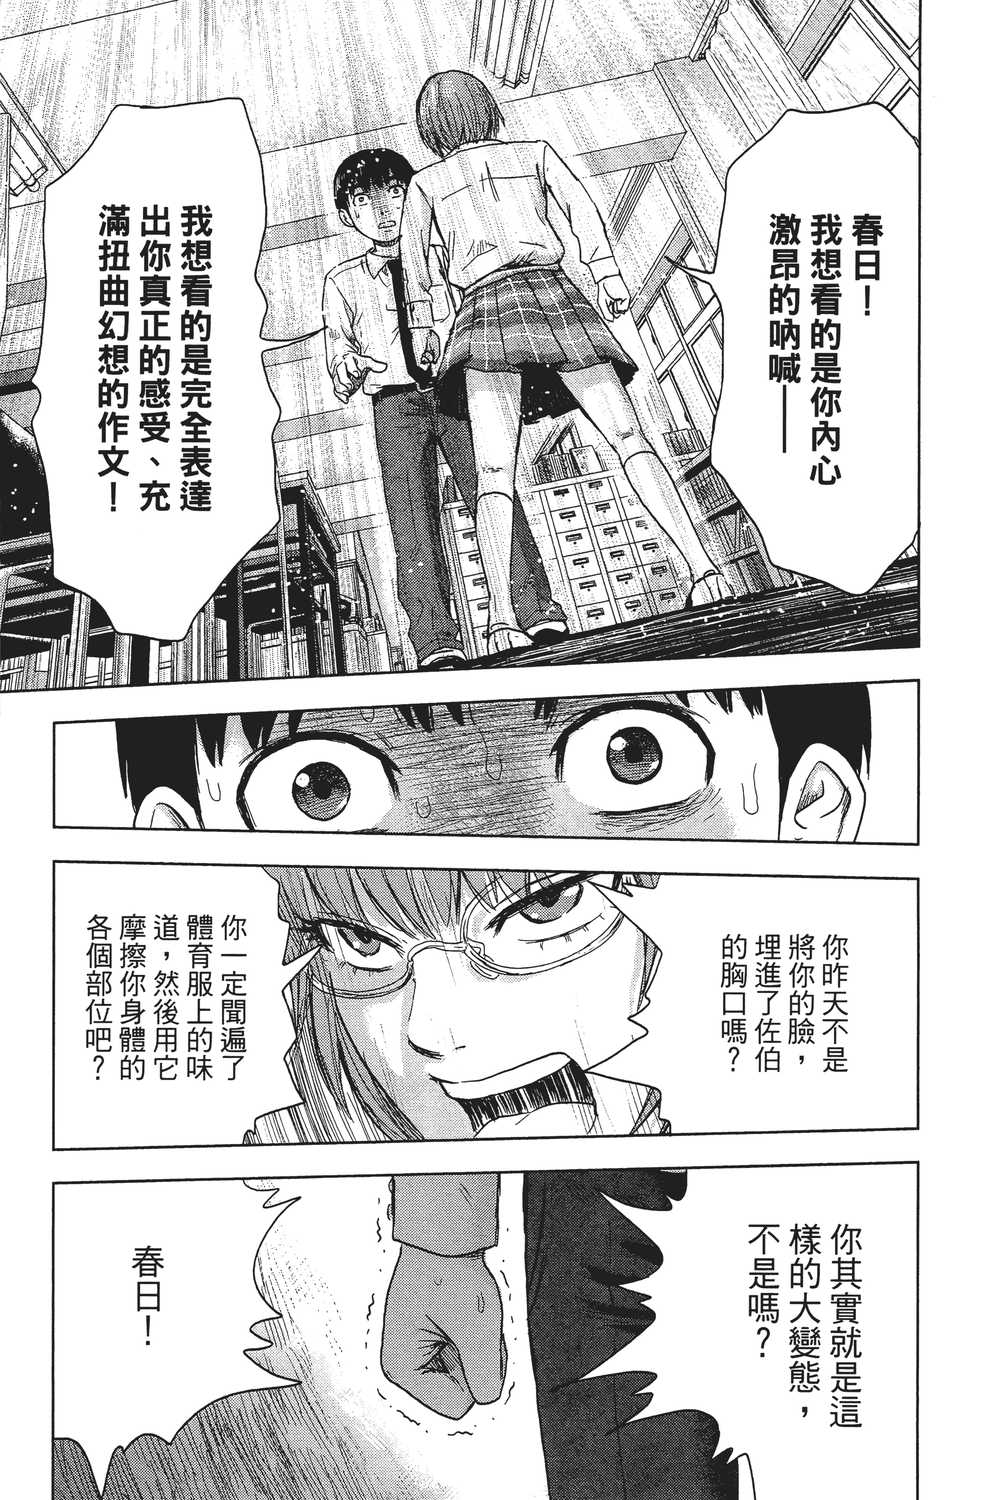 春日！
我想看的是你內心
激昂的吶喊——
我想看的是完全表達
出你真正的感受、充
滿扭曲幻想的作文！
你昨天不是
將你的臉，
埋進了佐伯
的胸口嗎？
你一定聞遍了
體育服上的味
道，然後用它
摩擦你身體的
各個部位吧？
你其實就是這
樣的大變態，
不是嗎？
春日！